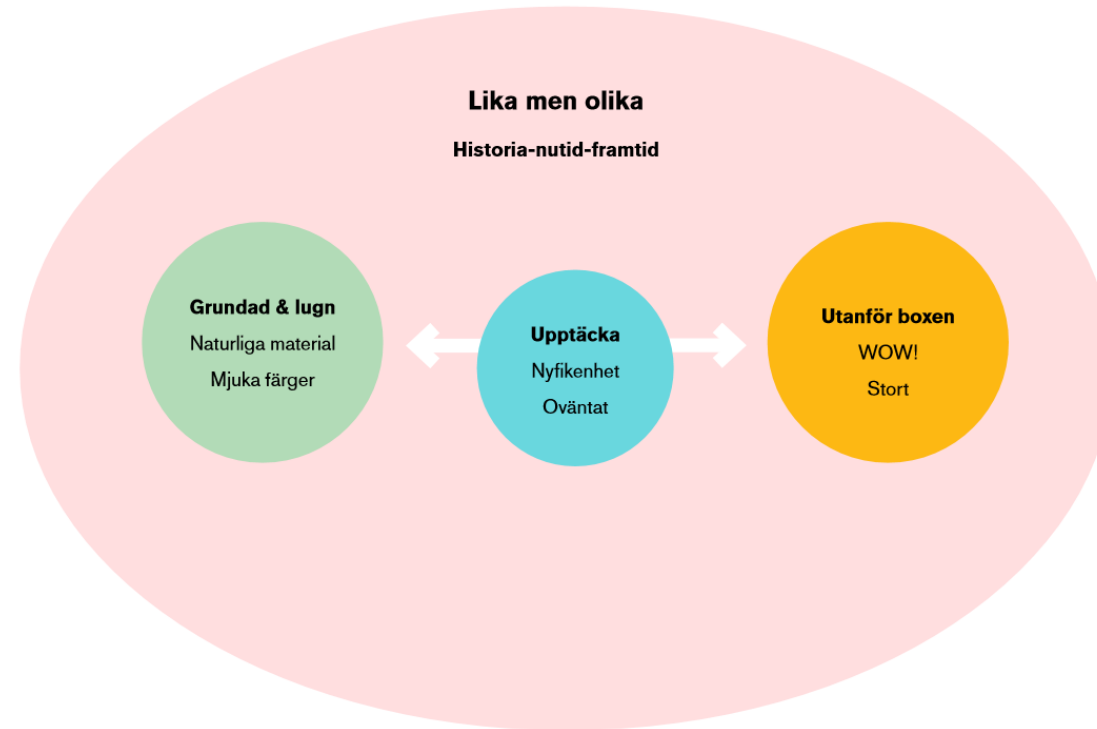 Lika men olika
Historia-nutid-framtid
Grundad & lugn
Naturliga material
Mjuka färger
Upptäcka
Nyfikenhet
Oväntat
Utanför boxen
WOW!
Stort